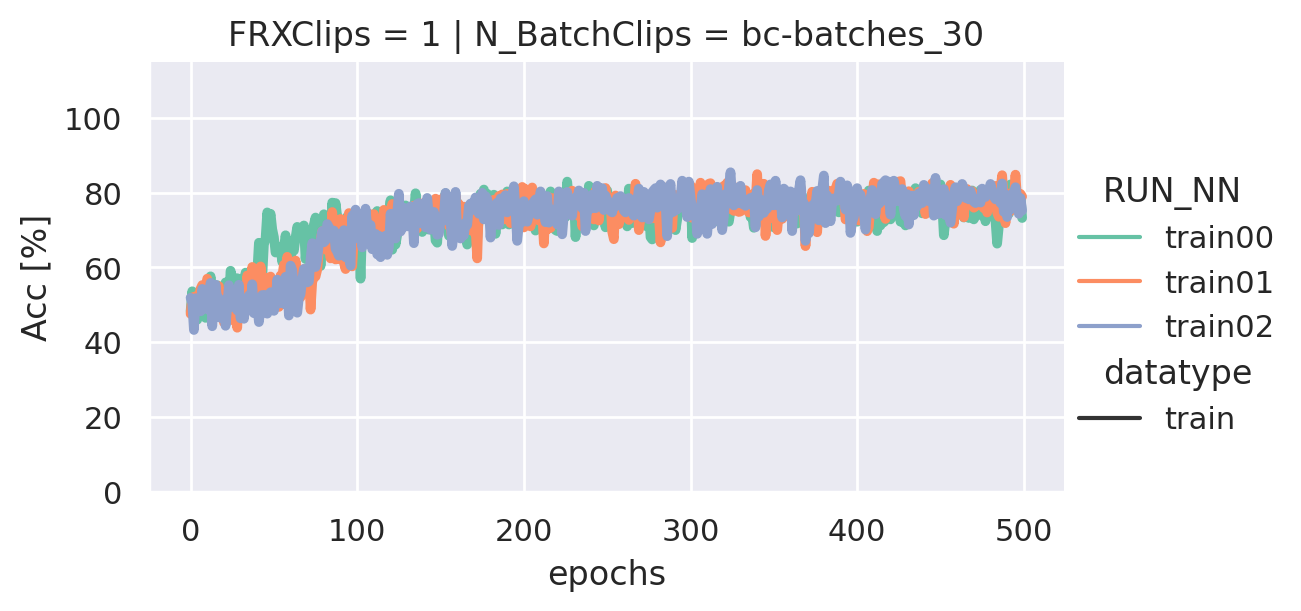 FRXClips = 1 | N_BatchClips = bc-batches_30
Acc [%]
100
80
60
40
20
0
0 100 200 300 400 500
epochs
RUN_NN
train00
train01
train02
datatype
train